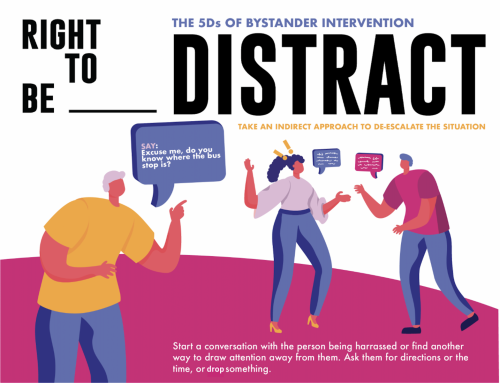 RIGHT
TO
BE ______
THE 5Ds OF BYSTANDER INTERVENTION
DISTRACT
TAKE AN INDIRECT APPROACH TO DE-ESCALATE THE SITUATION
SAY:
Excuse me, do you
know where the bus
stop is?
Start a conversation with the person being harrassed or find another
way to draw attention away from them. Ask them for directions or the
time, or drop something.